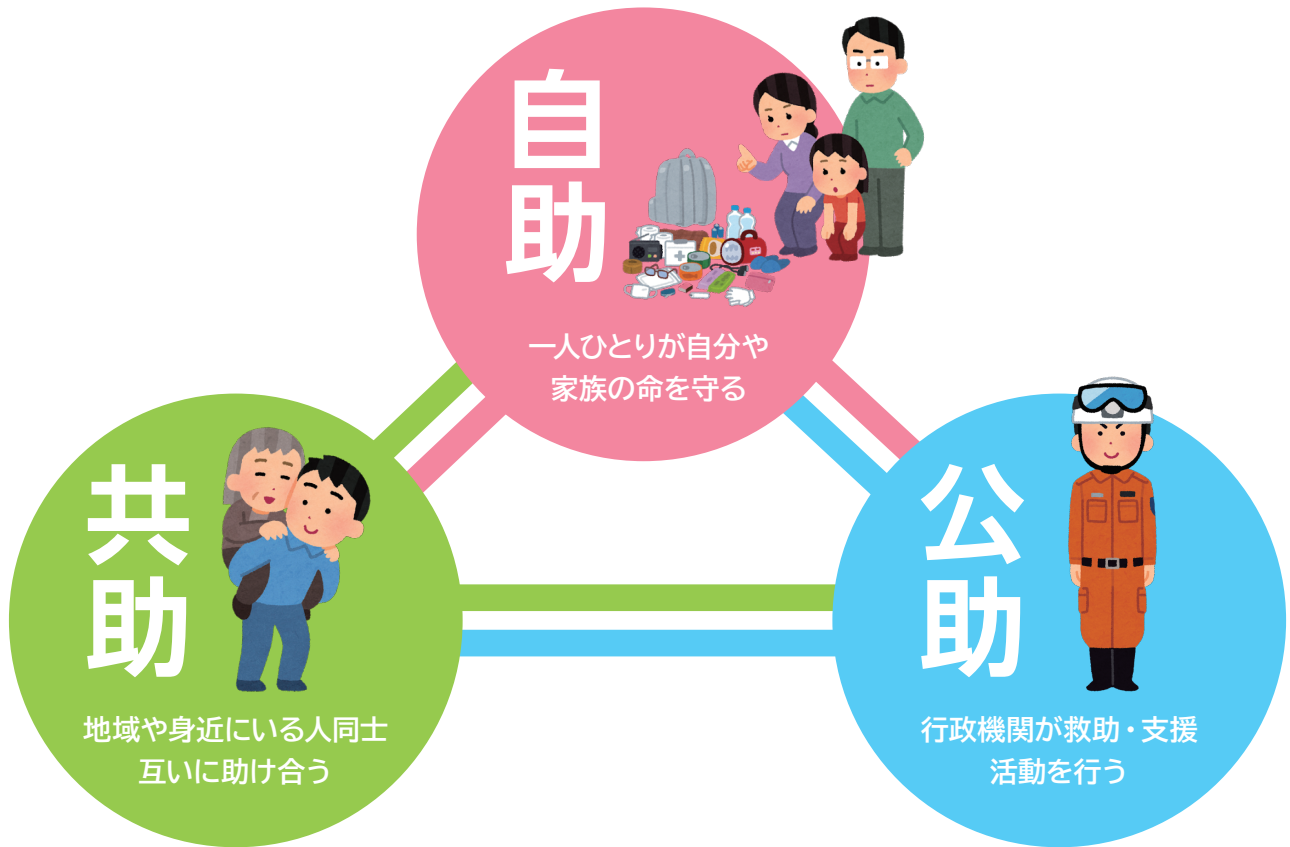 自助
一人ひとりが自分や
家族の命を守る
共助
地域や身近にいる人同士
互いに助け合う
公助
行政機関が救助・支援
活動を行う